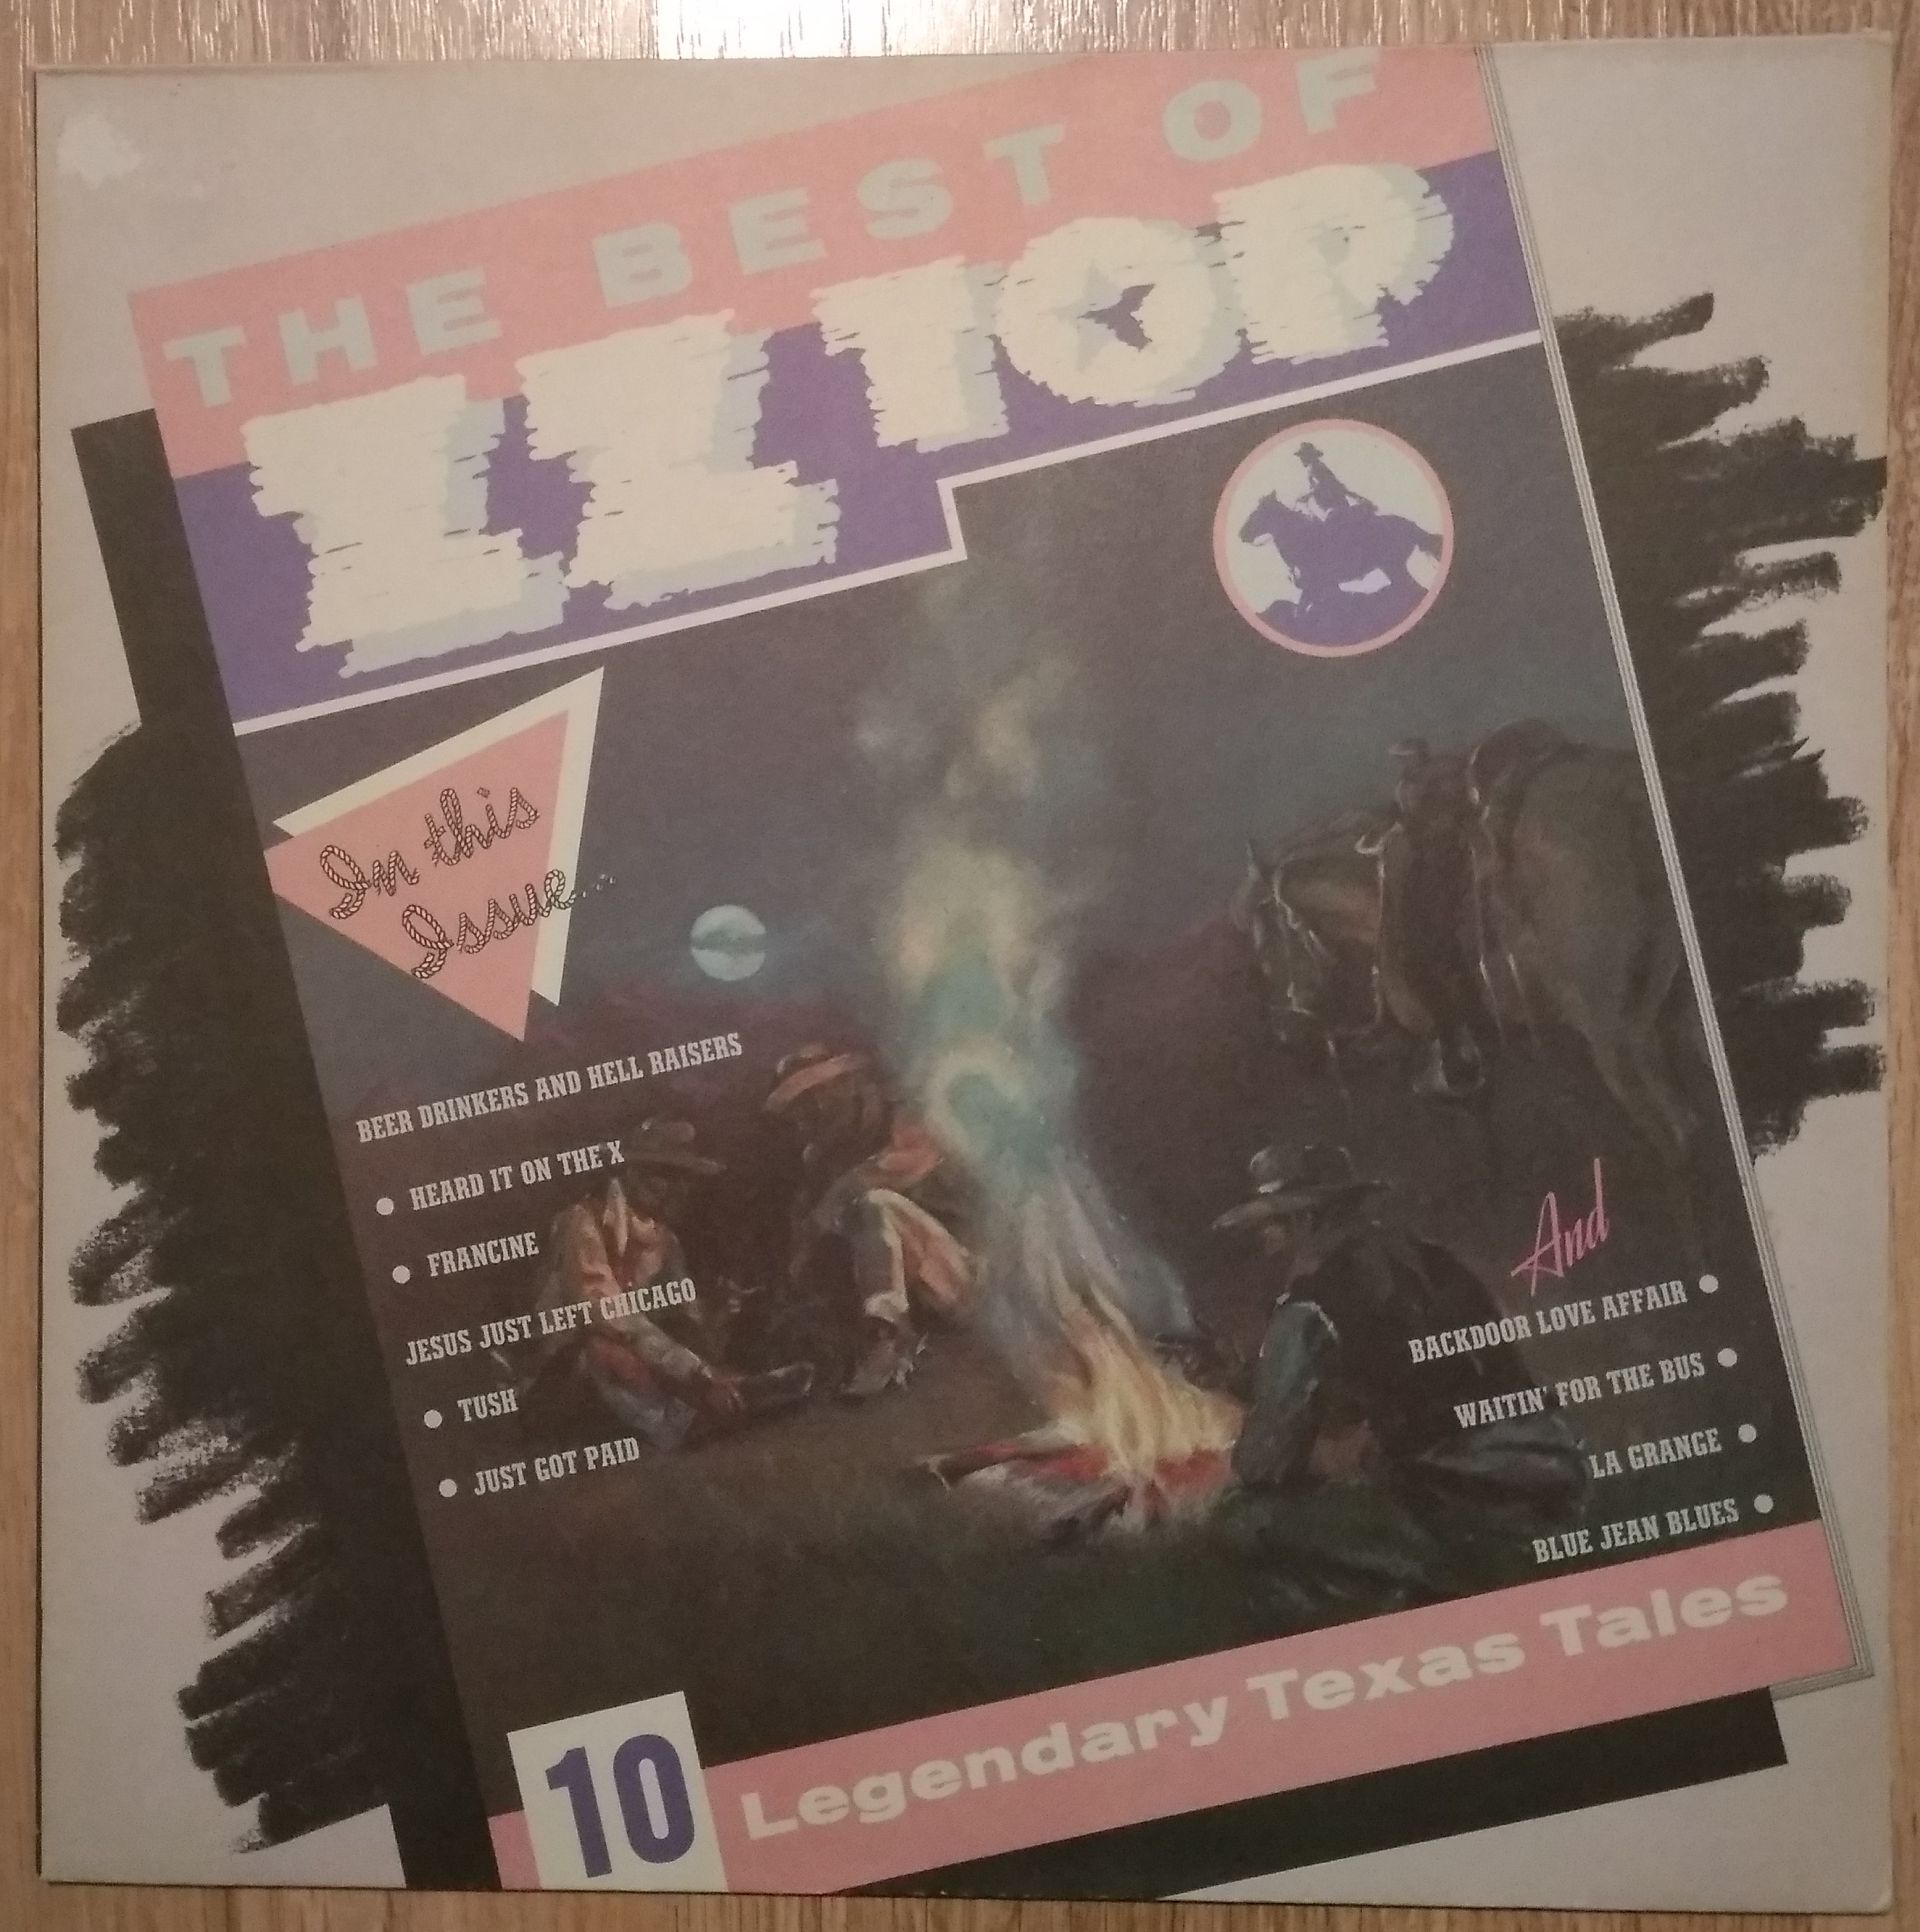 THE BEST OF
ZZ TOP
In this
Issue...
BEER DRINKERS AND HELL RAISERS
HEARD IT ON THE X
FRANCINE
JESUS JUST LEFT CHICAGO
TUSH
JUST GOT PAID
And
BACKDOOR LOVE AFFAIR
WAITIN' FOR THE BUS
LA GRANGE
BLUE JEAN BLUES
10 Legendary Texas Tales